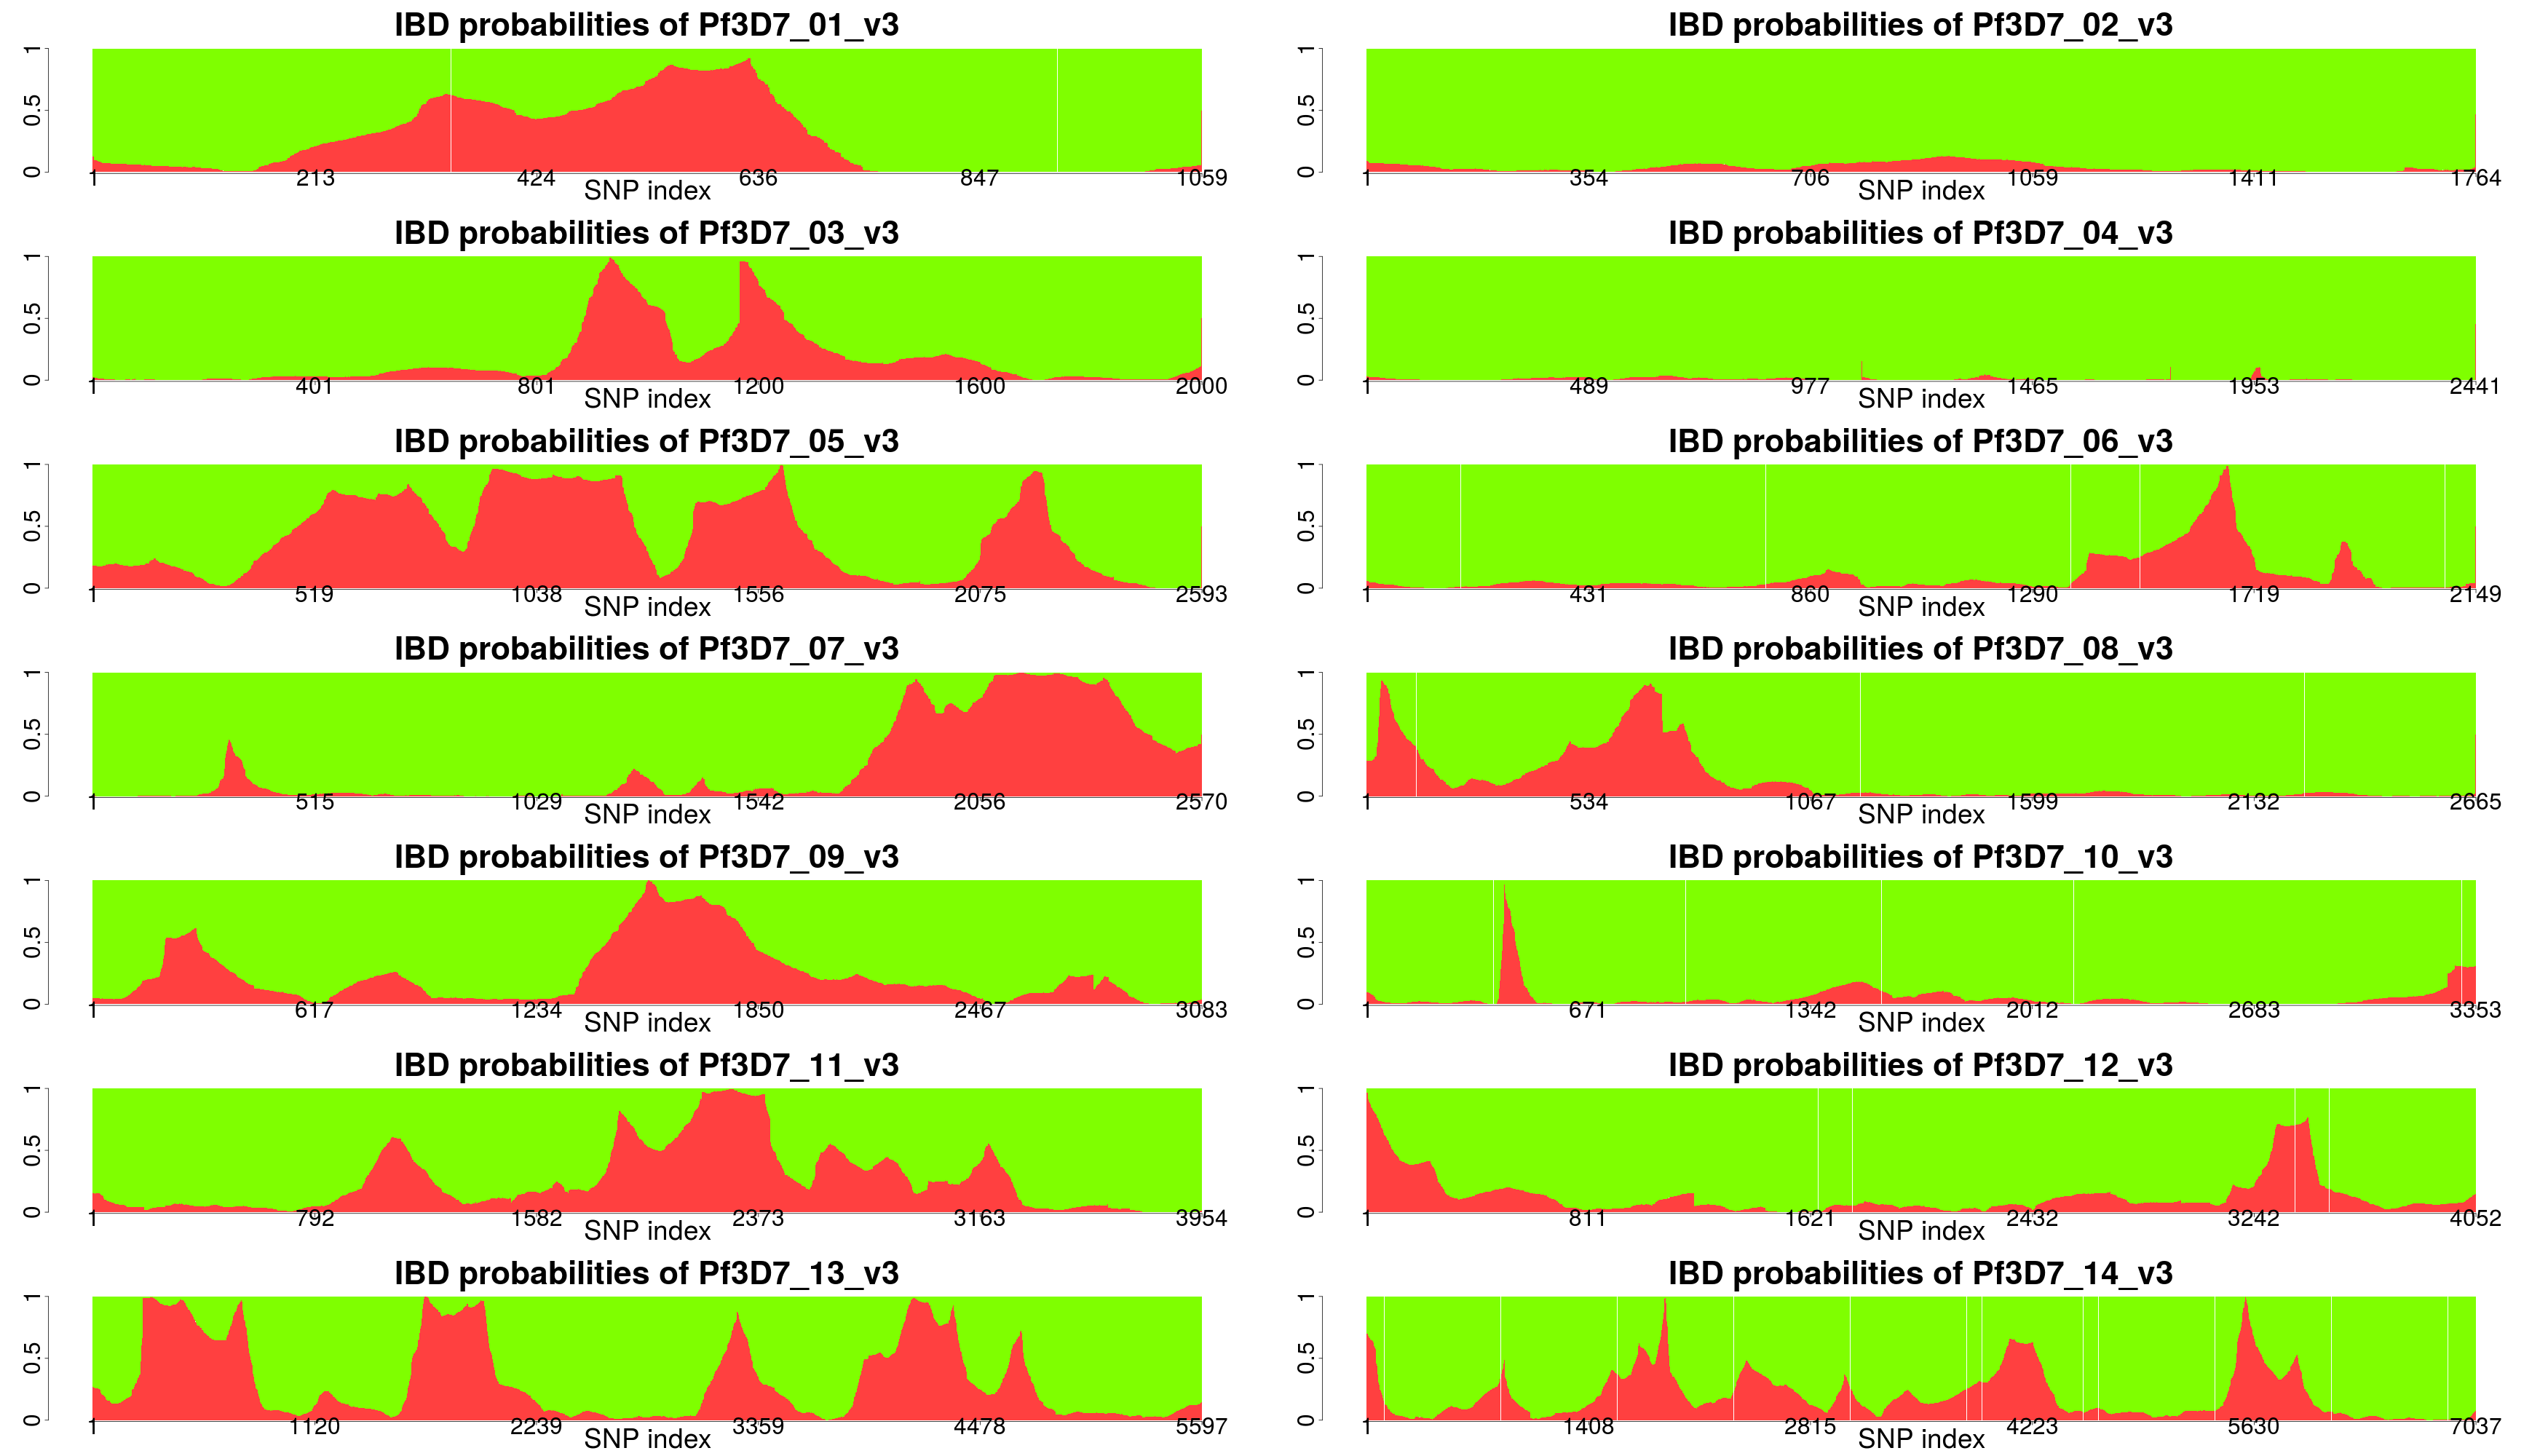 IBD probabilities of Pf3D7_01_v3
0 0.5 1
1 213 424 636 847 1059
SNP index
IBD probabilities of Pf3D7_02_v3
0 0.5 1
1 354 706 1059 1411 1764
SNP index
IBD probabilities of Pf3D7_03_v3
0 0.5 1
1 401 801 1200 1600 2000
SNP index
IBD probabilities of Pf3D7_04_v3
0 0.5 1
1 489 977 1465 1953 2441
SNP index
IBD probabilities of Pf3D7_05_v3
0 0.5 1
1 519 1038 1556 2075 2593
SNP index
IBD probabilities of Pf3D7_06_v3
0 0.5 1
1 431 860 1290 1719 2149
SNP index
IBD probabilities of Pf3D7_07_v3
0 0.5 1
1 515 1029 1542 2056 2570
SNP index
IBD probabilities of Pf3D7_08_v3
0 0.5 1
1 534 1067 1599 2132 2665
SNP index
IBD probabilities of Pf3D7_09_v3
0 0.5 1
1 617 1234 1850 2467 3083
SNP index
IBD probabilities of Pf3D7_10_v3
0 0.5 1
1 671 1342 2012 2683 3353
SNP index
IBD probabilities of Pf3D7_11_v3
0 0.5 1
1 792 1582 2373 3163 3954
SNP index
IBD probabilities of Pf3D7_12_v3
0 0.5 1
1 811 1621 2432 3242 4052
SNP index
IBD probabilities of Pf3D7_13_v3
0 0.5 1
1 1120 2239 3359 4478 5597
SNP index
IBD probabilities of Pf3D7_14_v3
0 0.5 1
1 1408 2815 4223 5630 7037
SNP index